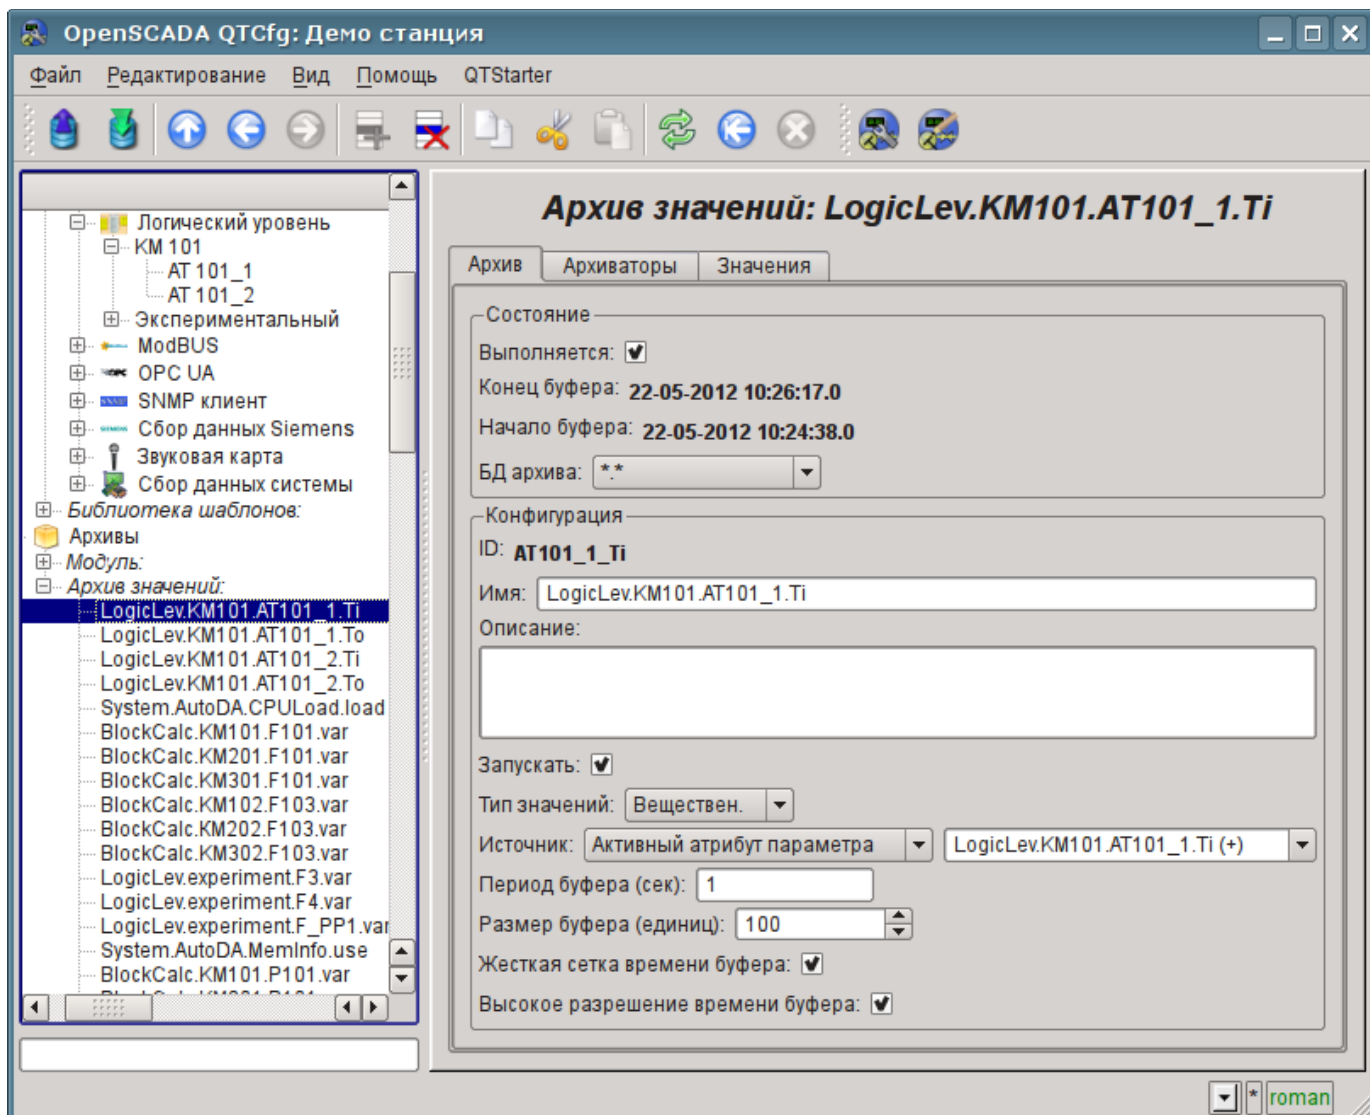 OpenSCADA QTCfg: Демо станция
Файл Редактирование Вид Помощь QTStarter
Логический уровень
КМ 101
AT 101_1
AT 101_2
Экспериментальный
ModBUS
OPC UA
SNMP клиент
Сбор данных Siemens
Звуковая карта
Сбор данных системы
Библиотека шаблонов:
Архивы
Модуль:
Архив значений:
LogicLev.KM101.AT101_1.Ti
LogicLev.KM101.AT101_1.To
LogicLev.KM101.AT101_2.Ti
LogicLev.KM101.AT101_2.To
System.AutoDA.CPULoad.load
BlockCalc.KM101.F101.var
BlockCalc.KM201.F101.var
BlockCalc.KM301.F101.var
BlockCalc.KM102.F103.var
BlockCalc.KM202.F103.var
BlockCalc.KM302.F103.var
LogicLev.experiment.F3.var
LogicLev.experiment.F4.var
LogicLev.experiment.F_PP1.var
System.AutoDA.MemInfo.use
BlockCalc.KM101.P101.var
Архив значений: LogicLev.KM101.AT101_1.Ti
Архив Архиваторы Значения
Состояние
Выполняется:
Конец буфера: 22-05-2012 10:26:17.0
Начало буфера: 22-05-2012 10:24:38.0
БД архива: *.*
Конфигурация
ID: AT101_1_Ti
Имя: LogicLev.KM101.AT101_1.Ti
Описание:
Запускать:
Тип значений: Веществен.
Источник: Активный атрибут параметра LogicLev.KM101.AT101_1.Ti (+)
Период буфера (сек): 1
Размер буфера (единиц): 100
Жесткая сетка времени буфера:
Высокое разрешение времени буфера:
* roman